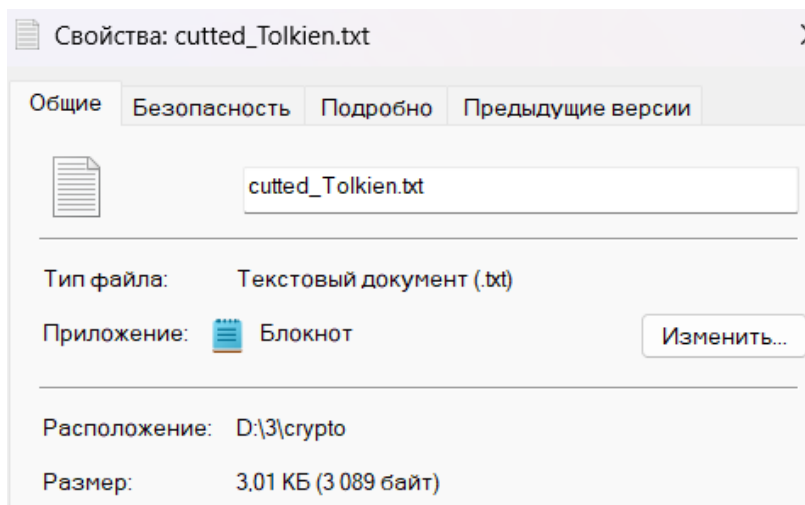 Свойства: cutted_Tolkien.txt
Общие Безопасность Подробно Предыдущие версии
cutted_Tolkien.txt
Тип файла: Текстовый документ (.txt)
Приложение: Блокнот Изменить...
Расположение: D:\3\crypto
Размер: 3,01 КБ (3 089 байт)